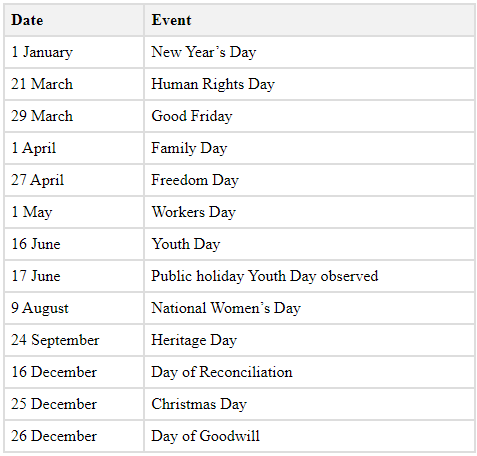 Date Event
1 January New Year’s Day
21 March Human Rights Day
29 March Good Friday
1 April Family Day
27 April Freedom Day
1 May Workers Day
16 June Youth Day
17 June Public holiday Youth Day observed
9 August National Women’s Day
24 September Heritage Day
16 December Day of Reconciliation
25 December Christmas Day
26 December Day of Goodwill